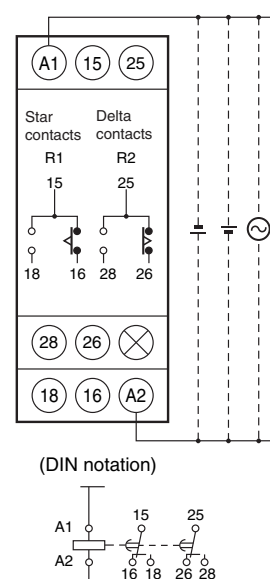 A1 15 25
Star Delta
contacts contacts
R1 R2
15 25
18 16 28 26
28 26
18 16 A2
(DIN notation)
A1 15 25
A2
16 18 26 28